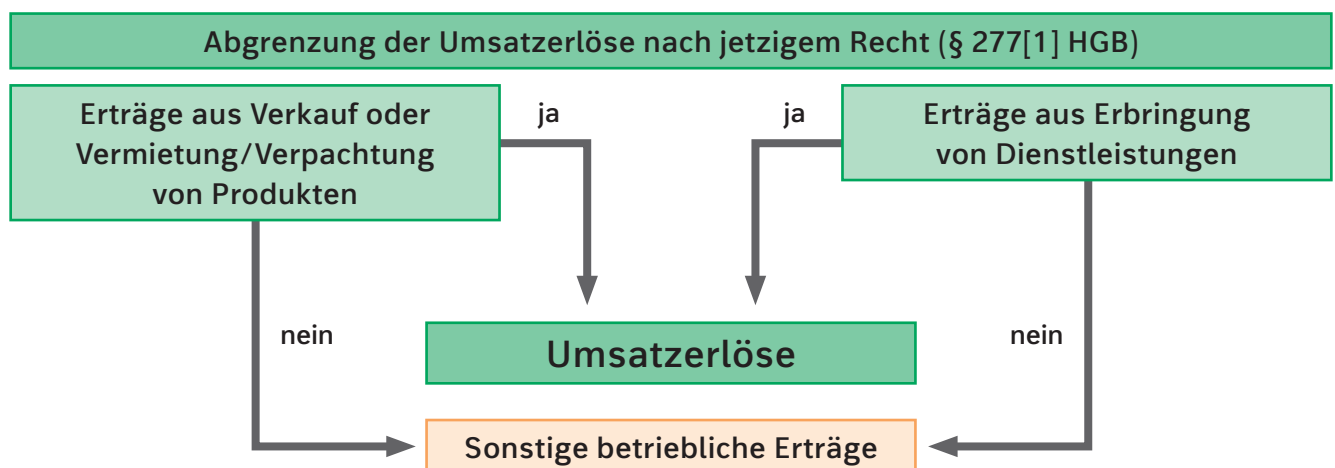 Abgrenzung der Umsatzerlöse nach jetzigem Recht (§ 277[1] HGB)
Erträge aus Verkauf oder
Vermietung/Verpachtung
von Produkten
ja
ja
Erträge aus Erbringung
von Dienstleistungen
nein
Umsatzerlöse
nein
Sonstige betriebliche Erträge